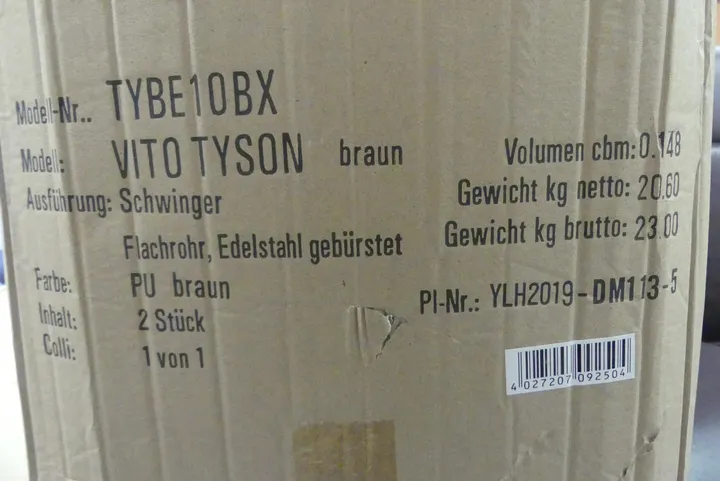 Modell-Nr.. TYBE10BX
Modell: VITO TYSON braun
Ausführung: Schwinger
Flachrohr, Edelstahl gebürstet
Farbe: PU braun
Inhalt: 2 Stück
Colli: 1 von 1
Volumen cbm: 0.148
Gewicht kg netto: 20.60
Gewicht kg brutto: 23.00
PI-Nr.: YLH2019-DM113-5
4 027207 092504